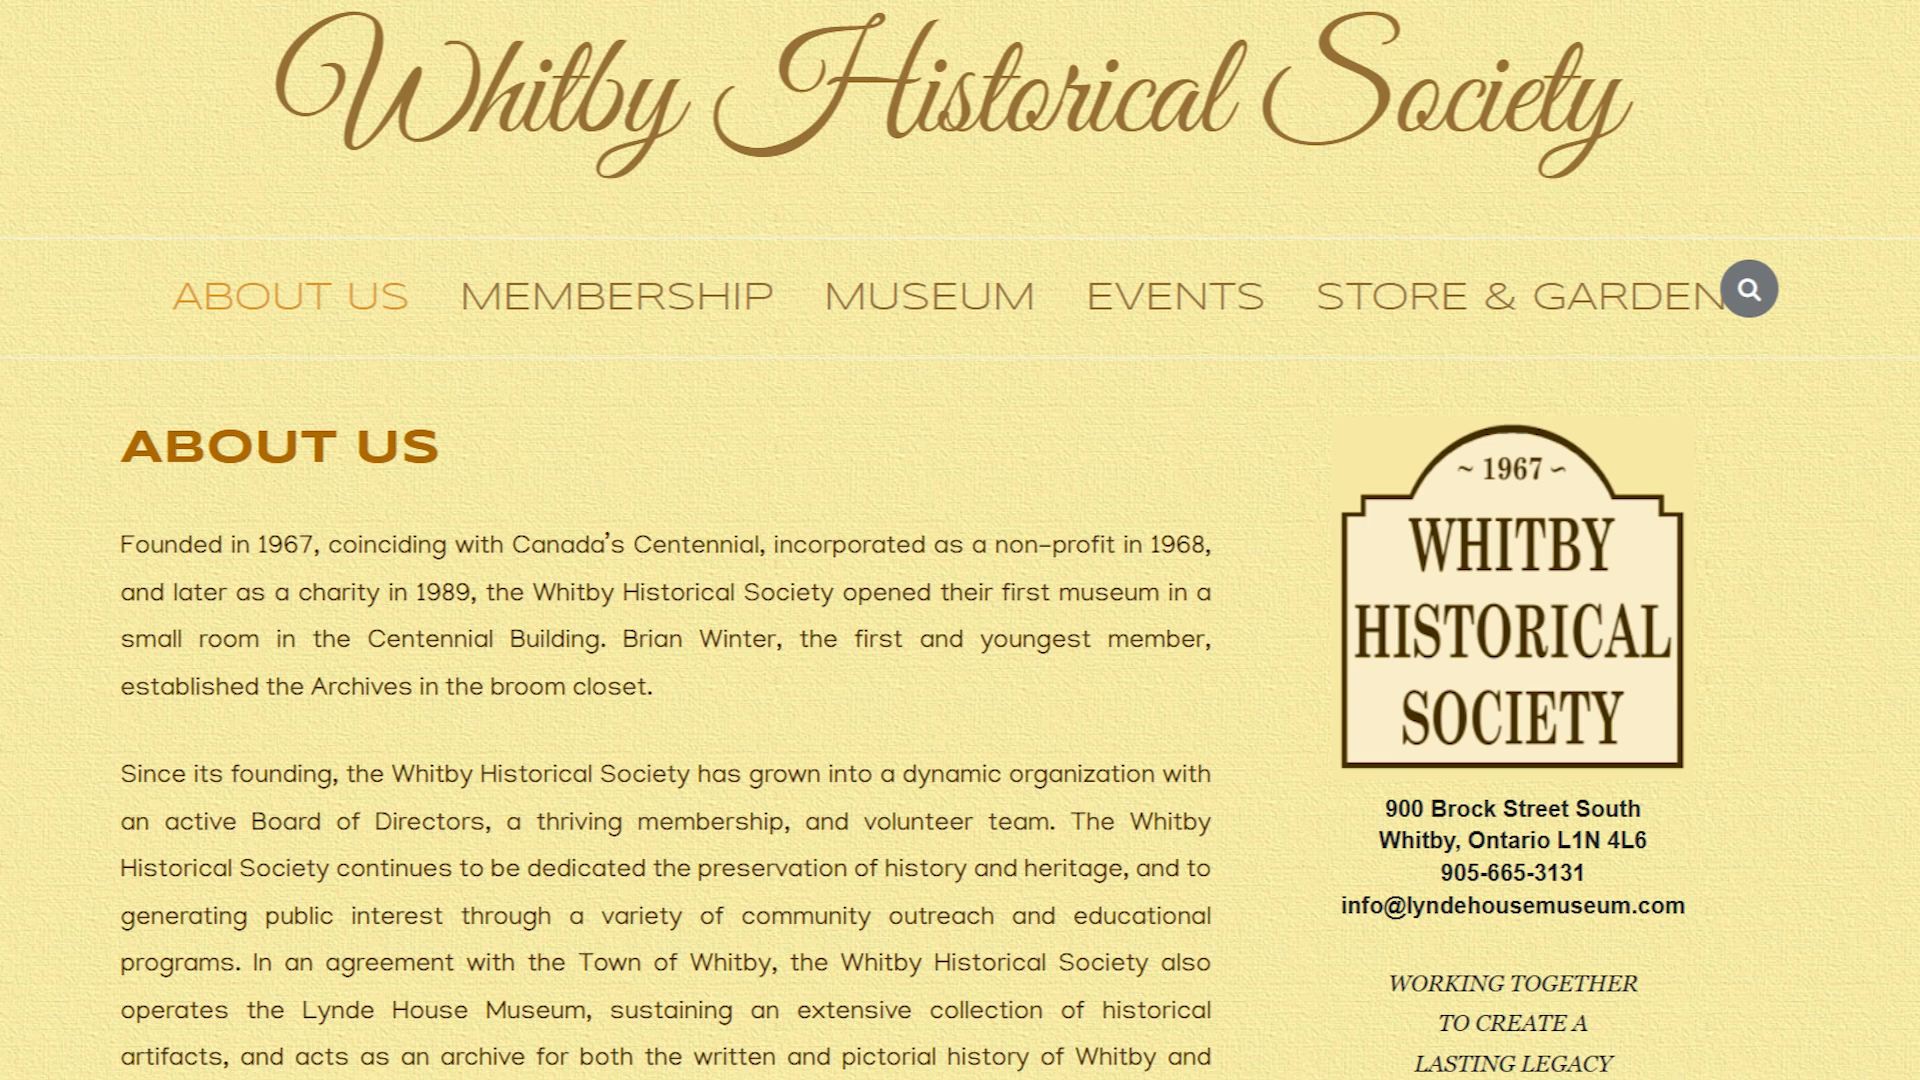 Whitby Historical Society
ABOUT US MEMBERSHIP MUSEUM EVENTS STORE & GARDEN
ABOUT US
Founded in 1967, coinciding with Canada’s Centennial, incorporated as a non-profit in 1968,
and later as a charity in 1989, the Whitby Historical Society opened their first museum in a
small room in the Centennial Building. Brian Winter, the first and youngest member,
established the Archives in the broom closet.
Since its founding, the Whitby Historical Society has grown into a dynamic organization with
an active Board of Directors, a thriving membership, and volunteer team. The Whitby
Historical Society continues to be dedicated the preservation of history and heritage, and to
generating public interest through a variety of community outreach and educational
programs. In an agreement with the Town of Whitby, the Whitby Historical Society also
operates the Lynde House Museum, sustaining an extensive collection of historical
artifacts, and acts as an archive for both the written and pictorial history of Whitby and
~ 1967 ~
WHITBY
HISTORICAL
SOCIETY
900 Brock Street South
Whitby, Ontario L1N 4L6
905-665-3131
info@lyndehousemuseum.com
WORKING TOGETHER
TO CREATE A
LASTING LEGACY